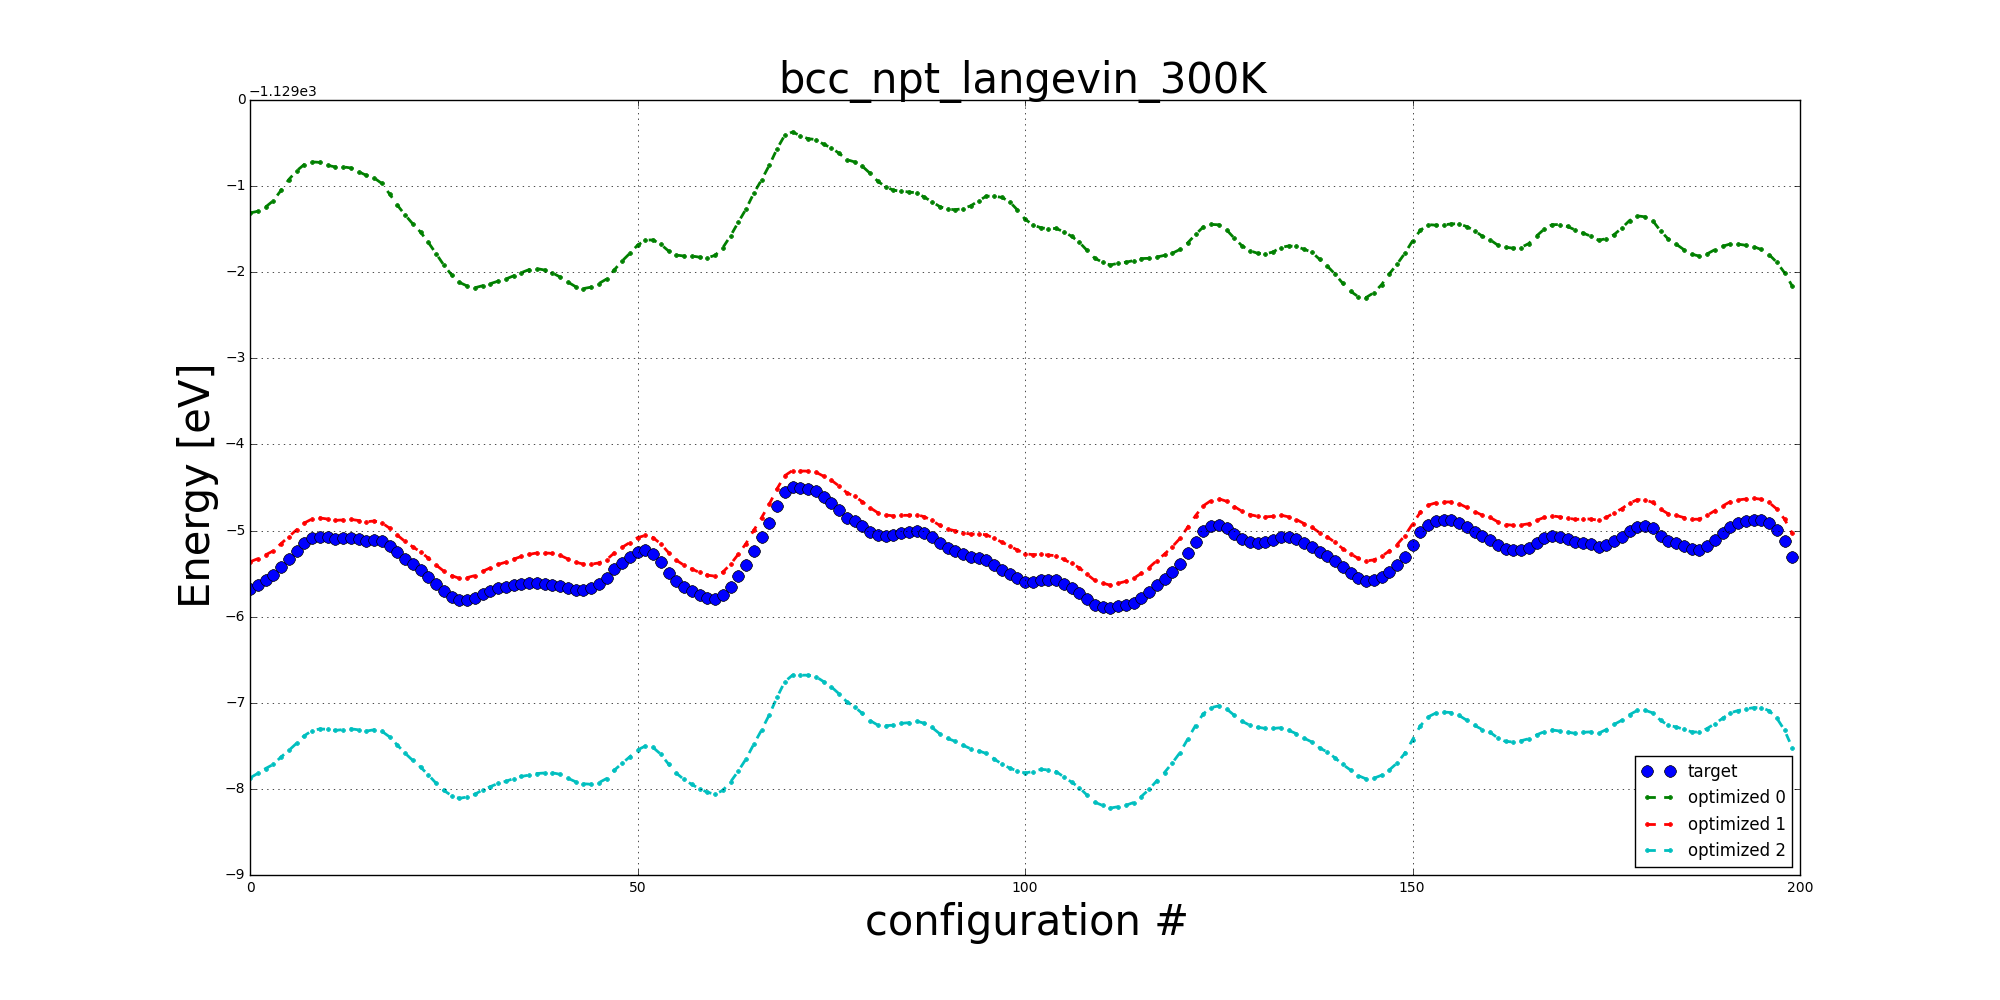 bcc_npt_langevin_300K
−1.129e3
0
−1
−2
−3
−4
−5
−6
−7
−8
−9
Energy [eV]
0 50 100 150 200
configuration #
target
optimized 0
optimized 1
optimized 2